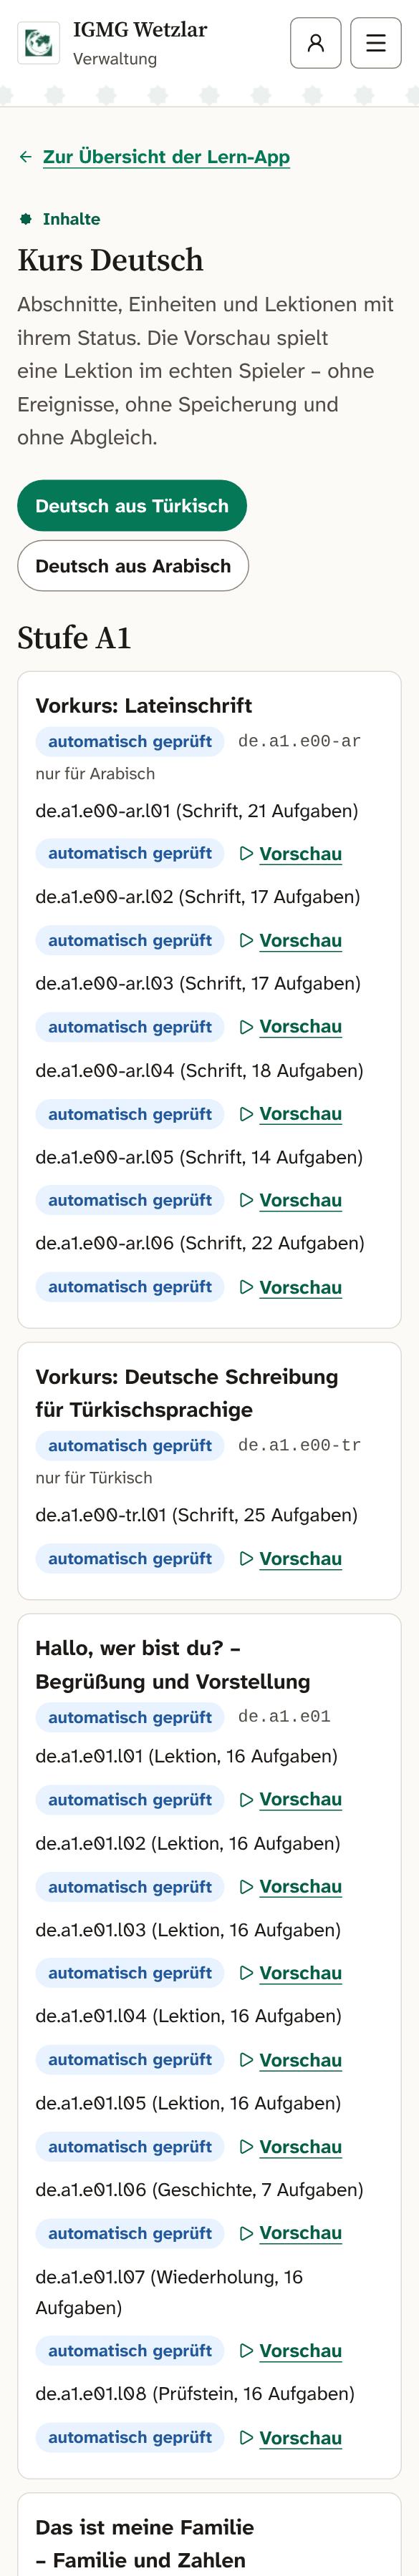 IGMG Wetzlar
Verwaltung
Zur Übersicht der Lern-App
Inhalte
Kurs Deutsch
Abschnitte, Einheiten und Lektionen mit
ihrem Status. Die Vorschau spielt
eine Lektion im echten Spieler – ohne
Ereignisse, ohne Speicherung und
ohne Abgleich.
Deutsch aus Türkisch
Deutsch aus Arabisch
Stufe A1
Vorkurs: Lateinschrift
automatisch geprüft de.a1.e00-ar
nur für Arabisch
de.a1.e00-ar.l01 (Schrift, 21 Aufgaben)
automatisch geprüft Vorschau
de.a1.e00-ar.l02 (Schrift, 17 Aufgaben)
automatisch geprüft Vorschau
de.a1.e00-ar.l03 (Schrift, 17 Aufgaben)
automatisch geprüft Vorschau
de.a1.e00-ar.l04 (Schrift, 18 Aufgaben)
automatisch geprüft Vorschau
de.a1.e00-ar.l05 (Schrift, 14 Aufgaben)
automatisch geprüft Vorschau
de.a1.e00-ar.l06 (Schrift, 22 Aufgaben)
automatisch geprüft Vorschau
Vorkurs: Deutsche Schreibung
für Türkischsprachige
automatisch geprüft de.a1.e00-tr
nur für Türkisch
de.a1.e00-tr.l01 (Schrift, 25 Aufgaben)
automatisch geprüft Vorschau
Hallo, wer bist du? –
Begrüßung und Vorstellung
automatisch geprüft de.a1.e01
de.a1.e01.l01 (Lektion, 16 Aufgaben)
automatisch geprüft Vorschau
de.a1.e01.l02 (Lektion, 16 Aufgaben)
automatisch geprüft Vorschau
de.a1.e01.l03 (Lektion, 16 Aufgaben)
automatisch geprüft Vorschau
de.a1.e01.l04 (Lektion, 16 Aufgaben)
automatisch geprüft Vorschau
de.a1.e01.l05 (Lektion, 16 Aufgaben)
automatisch geprüft Vorschau
de.a1.e01.l06 (Geschichte, 7 Aufgaben)
automatisch geprüft Vorschau
de.a1.e01.l07 (Wiederholung, 16
Aufgaben)
automatisch geprüft Vorschau
de.a1.e01.l08 (Prüfstein, 16 Aufgaben)
automatisch geprüft Vorschau
Das ist meine Familie
– Familie und Zahlen